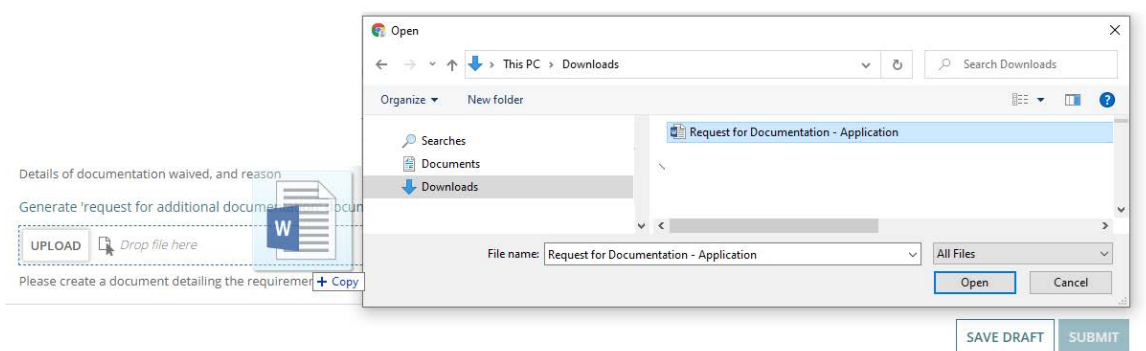 Open
This PC > Downloads
Search Downloads
Organize
New folder
Searches
Documents
Downloads
Request for Documentation - Application
Details of documentation waived, and reason
Generate 'request for additional
UPLOAD
Drop file here
W
Please create a document detailing the
+ Copy
File name: Request for Documentation - Application
All Files
Open
Cancel
SAVE DRAFT
SUBMIT